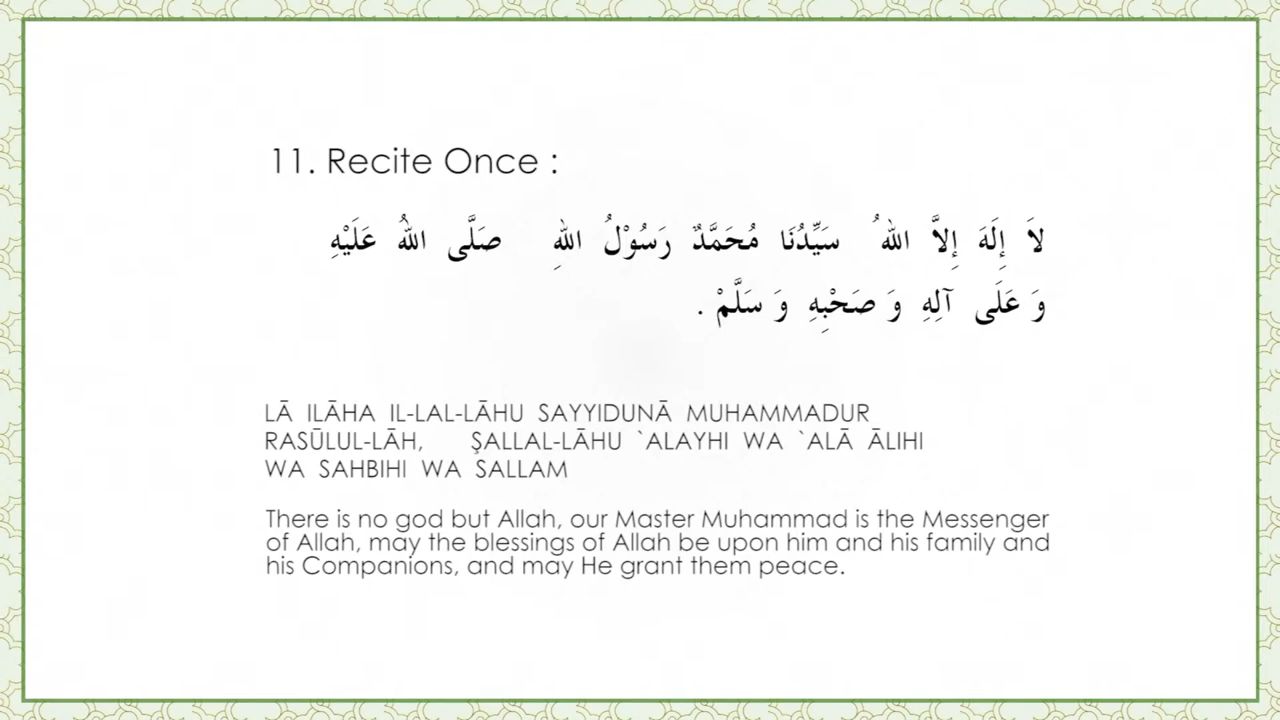 11. Recite Once :
لاَ إِلَهَ إِلاَّ اللهُ سَيِّدُنَا مُحَمَّدٌ رَسُوْلُ اللهِ صَلَّى اللهُ عَلَيْهِ
وَ عَلَى آلِهِ وَ صَحْبِهِ وَ سَلَّمْ .
LĀ ILĀHA IL-LAL-LĀHU SAYYIDUNĀ MUHAMMADUR
RASŪLUL-LĀH, ŞALLAL-LĀHU `ALAYHI WA `ALĀ ĀLIHI
WA SAHBIHI WA SALLAM
There is no god but Allah, our Master Muhammad is the Messenger
of Allah, may the blessings of Allah be upon him and his family and
his Companions, and may He grant them peace.